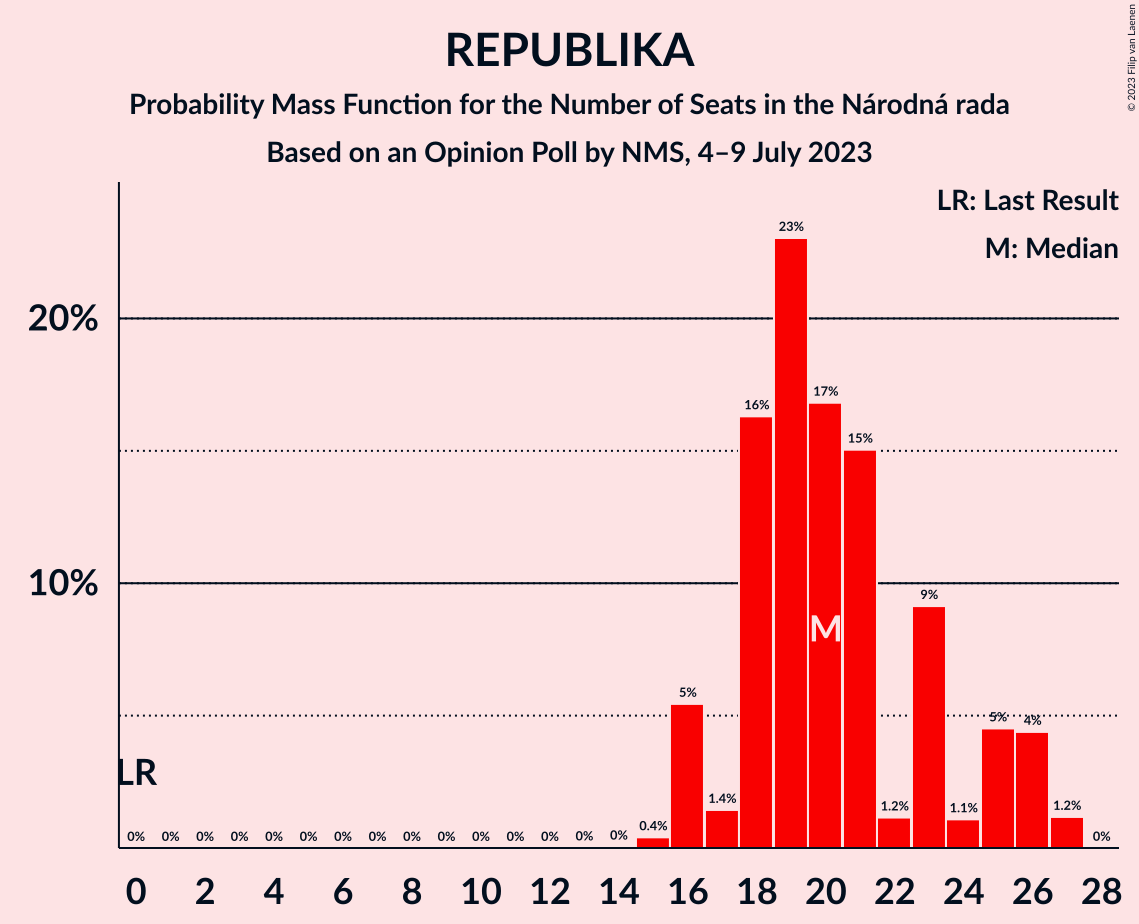 REPUBLIKA
Probability Mass Function for the Number of Seats in the Národná rada
Based on an Opinion Poll by NMS, 4–9 July 2023
© 2023 Filip van Laenen
LR: Last Result
M: Median
20%
10%
23%
16%
17%
15%
9%
5%
5%
4%
M
LR
0% 0% 0% 0% 0% 0% 0% 0% 0% 0% 0% 0% 0% 0% 0% 0.4% 1.4% 1.2% 1.1% 1.2% 0%
0 2 4 6 8 10 12 14 16 18 20 22 24 26 28